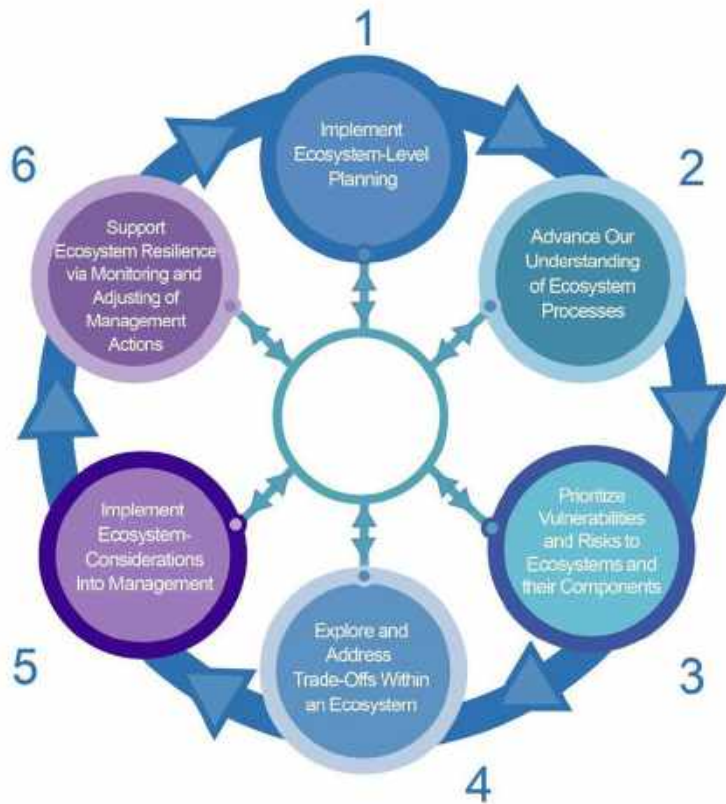 1
Implement
Ecosystem-Level
Planning
2
Advance Our
Understanding
of Ecosystem
Processes
3
Prioritize
Vulnerabilities
and Risks to
Ecosystems and
their Components
4
Explore and
Address
Trade-Offs Within
an Ecosystem
5
Implement
Ecosystem-
Considerations
Into Management
6
Support
Ecosystem Resilience
via Monitoring and
Adjusting of
Management
Actions